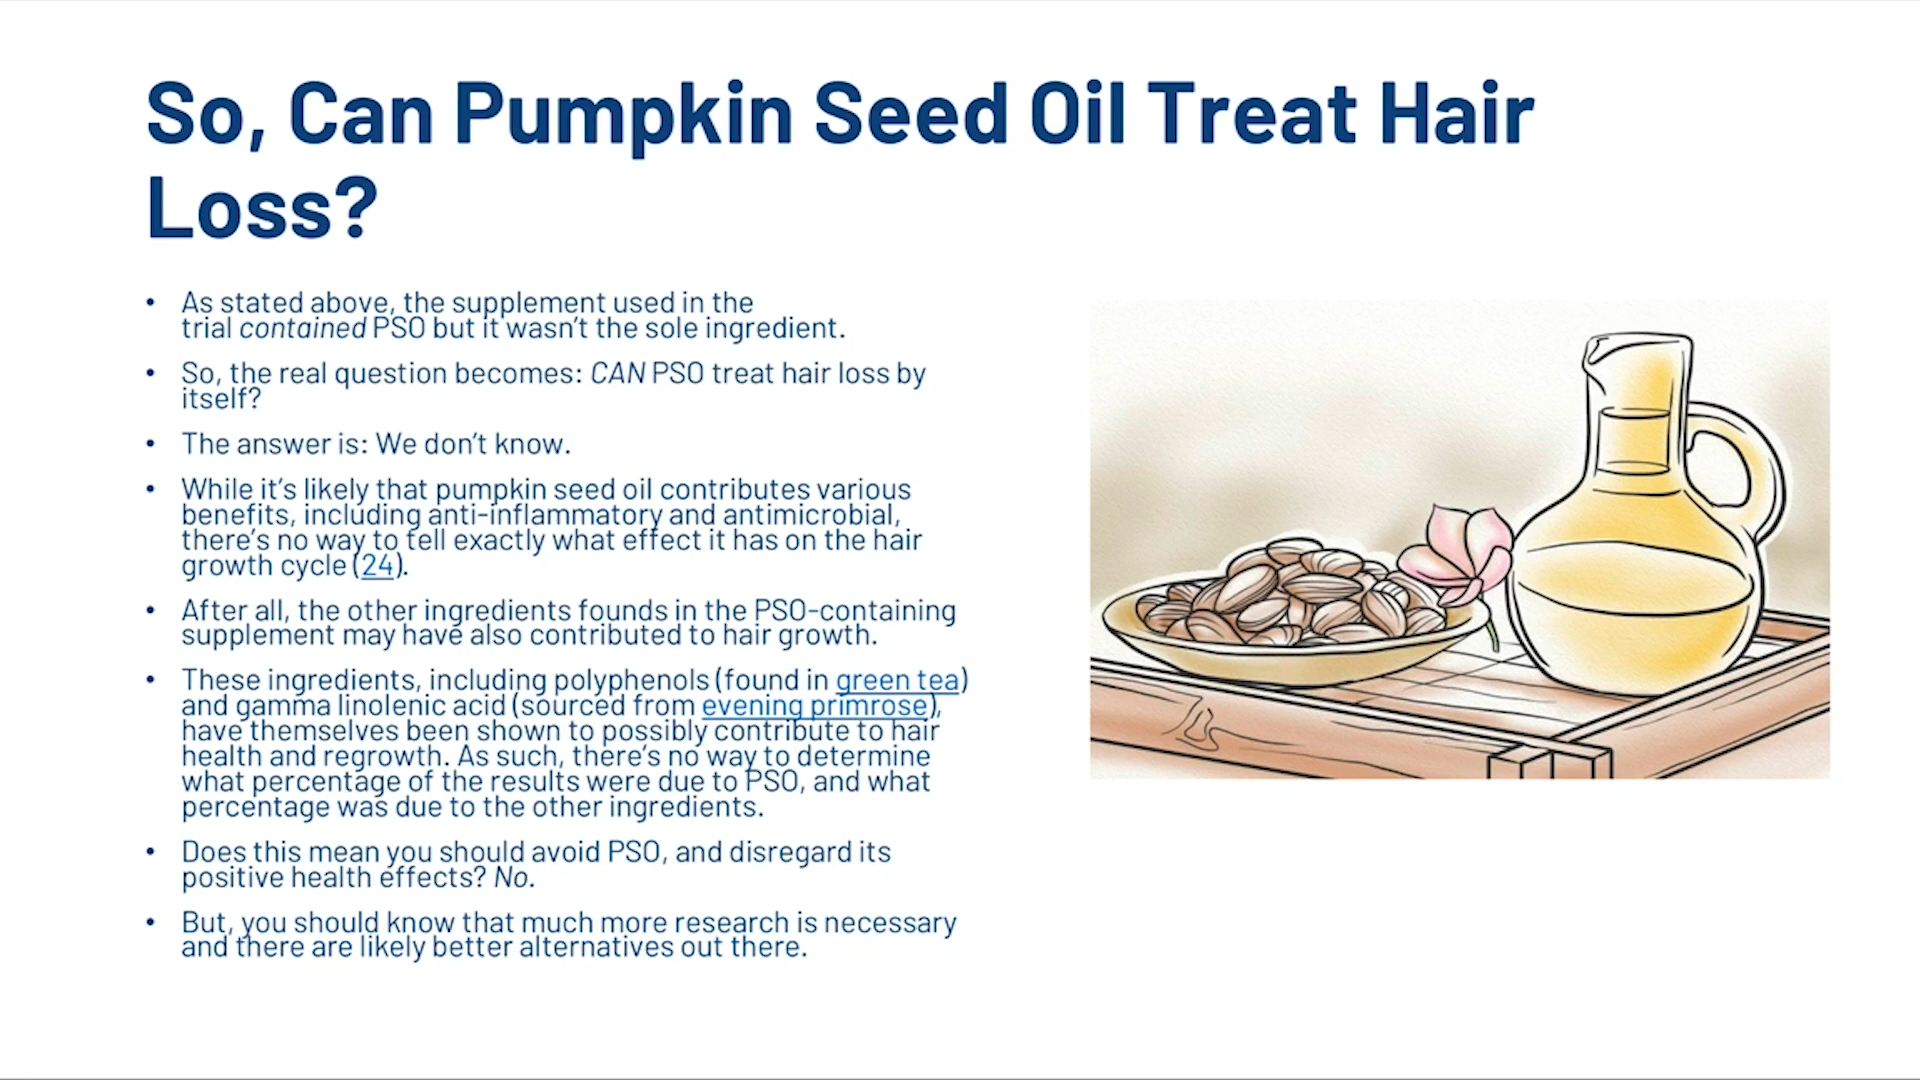 So, Can Pumpkin Seed Oil Treat Hair
Loss?
• As stated above, the supplement used in the
trial contained PSO but it wasn't the sole ingredient.
• So, the real question becomes: CAN PSO treat hair loss by
itself?
• The answer is: We don't know.
• While it's likely that pumpkin seed oil contributes various
benefits, including anti-inflammatory and antimicrobial,
there's no way to tell exactly what effect it has on the hair
growth cycle (24).
• After all, the other ingredients founds in the PSO-containing
supplement may have also contributed to hair growth.
• These ingredients, including polyphenols (found in green tea)
and gamma linolenic acid (sourced from evening primrose),
have themselves been shown to possibly contribute to hair
health and regrowth. As such, there's no way to determine
what percentage of the results were due to PSO, and what
percentage was due to the other ingredients.
• Does this mean you should avoid PSO, and disregard its
positive health effects? No.
• But, you should know that much more research is necessary
and there are likely better alternatives out there.